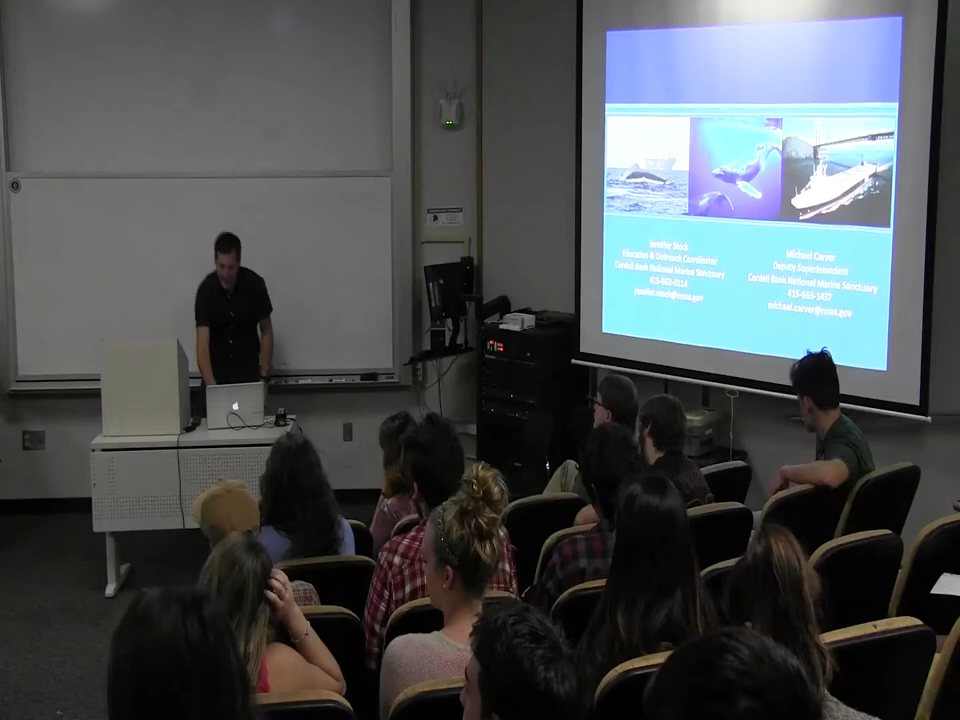 Jennifer Stock
Education & Outreach Coordinator
Cordell Bank National Marine Sanctuary
415-663-0314
jennifer.stock@noaa.gov
Michael Carver
Deputy Superintendent
Cordell Bank National Marine Sanctuary
415-663-1437
michael.carver@noaa.gov